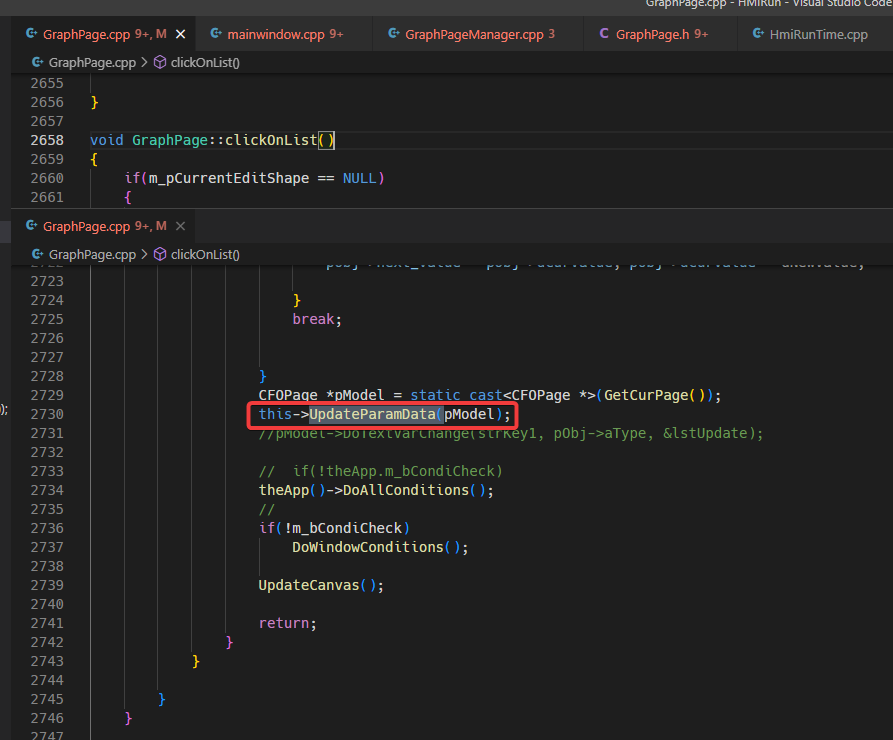 GraphPage.cpp - HMIRun - Visual Studio Code
GraphPage.cpp 9+, M
mainwindow.cpp 9+
GraphPageManager.cpp 3
GraphPage.h 9+
HmiRunTime.cpp
GraphPage.cpp > clickOnList()
2655
2656 }
2657
2658 void GraphPage::clickOnList()
2659 {
2660 if(m_pCurrentEditShape == NULL)
2661 {
GraphPage.cpp 9+, M
GraphPage.cpp > clickOnList()
2723
2724 }
2725 break;
2726
2727
2728 }
2729 CFOPage *pModel = static_cast<CFOPage *>(GetCurPage());
);
2730 this->UpdateParamData(pModel);
2731 //pModel->DoTextVarChange(strKey1, pObj->aType, &lstUpdate);
2732
2733 // if(!theApp.m_bCondiCheck)
2734 theApp()->DoAllConditions();
2735 //
2736 if(!m_bCondiCheck)
2737 DoWindowConditions();
2738
2739 UpdateCanvas();
2740
2741 return;
2742 }
2743 }
2744
2745 }
2746 }
2747